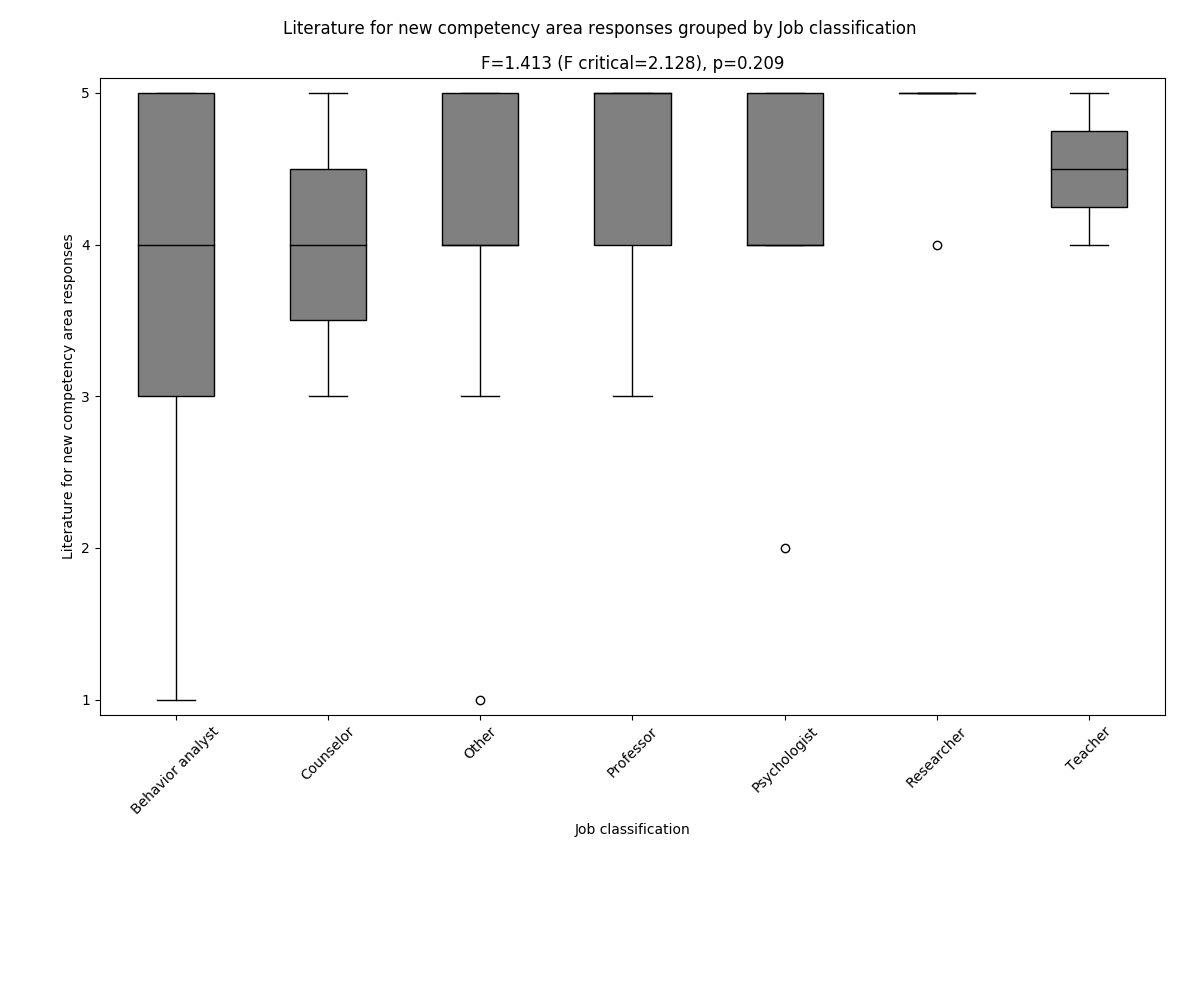 Literature for new competency area responses grouped by Job classification
F=1.413 (F critical=2.128), p=0.209
Literature for new competency area responses
5
4
3
2
1
Behavior analyst
Counselor
Other
Professor
Psychologist
Researcher
Teacher
Job classification